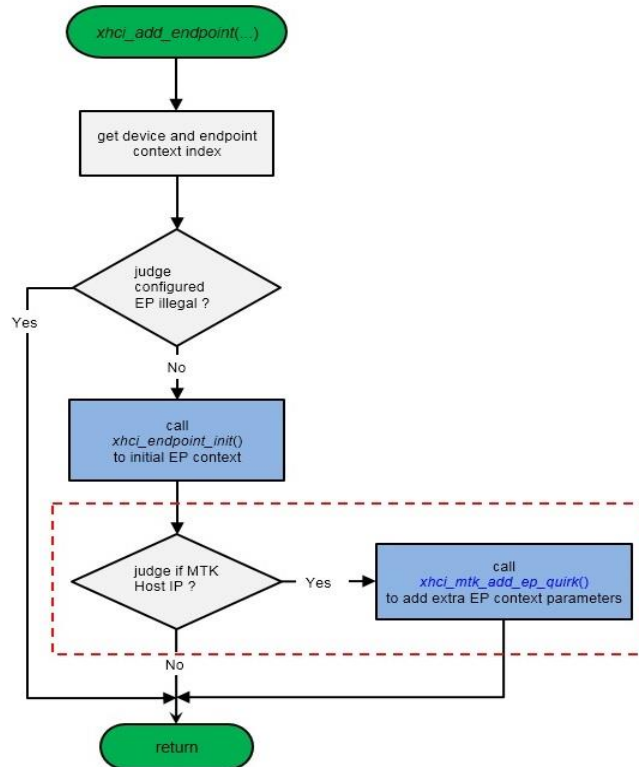 xhci_add_endpoint(...)
get device and endpoint
context index
judge
configured
EP illegal ?
Yes
No
call
xhci_endpoint_init()
to initial EP context
judge if MTK
Host IP ?
Yes
call
xhci_mtk_add_ep_quirk()
to add extra EP context parameters
No
return